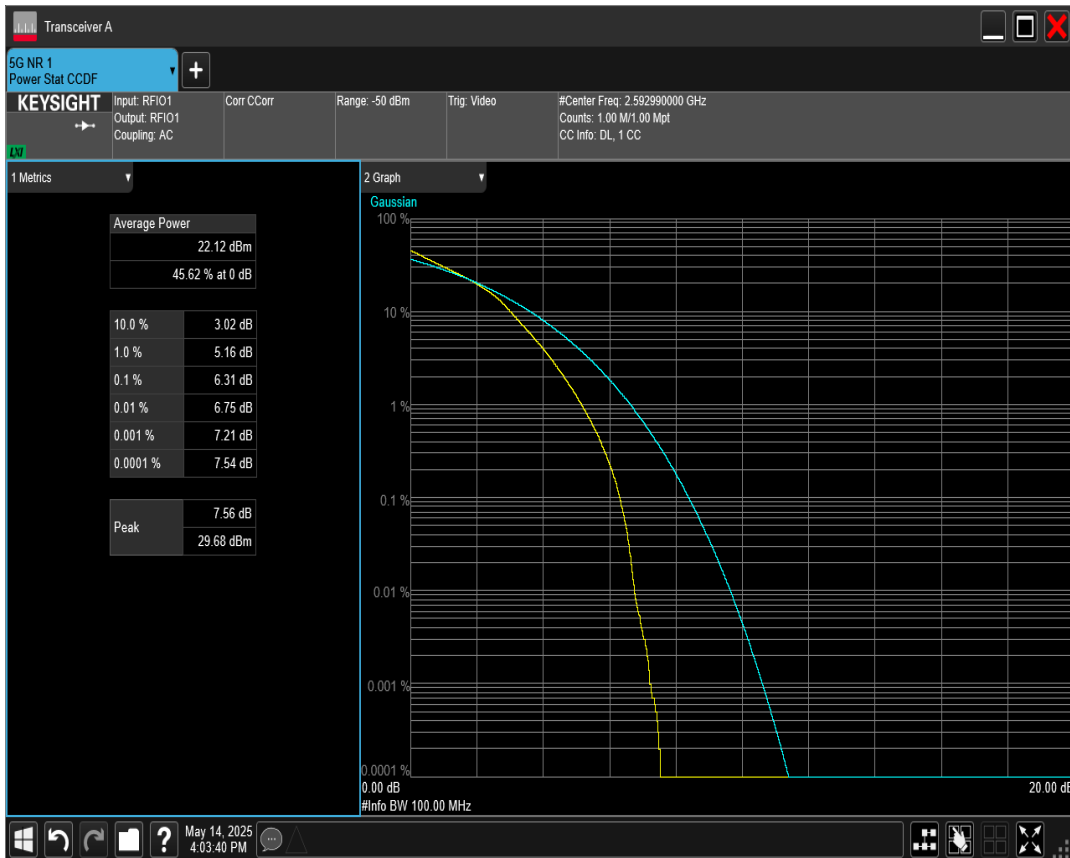 Transceiver A
5G NR 1
Power Stat CCDF
KEYSIGHT
LXI
Input: RFIO1
Output: RFIO1
Coupling: AC
Corr CCorr
Range: -50 dBm
Trig: Video
#Center Freq: 2.592990000 GHz
Counts: 1.00 M/1.00 Mpt
CC Info: DL, 1 CC
1 Metrics
Average Power
22.12 dBm
45.62 % at 0 dB
10.0 % 3.02 dB
1.0 % 5.16 dB
0.1 % 6.31 dB
0.01 % 6.75 dB
0.001 % 7.21 dB
0.0001 % 7.54 dB
Peak 7.56 dB
29.68 dBm
2 Graph
Gaussian
100 %
10 %
1 %
0.1 %
0.01 %
0.001 %
0.0001 %
0.00 dB 20.00 dB
#Info BW 100.00 MHz
May 14, 2025
4:03:40 PM